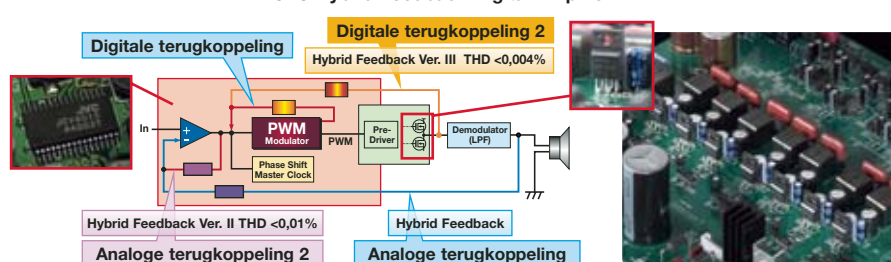 Digitale terugkoppeling 2
Digitale terugkoppeling
Hybrid Feedback Ver. III THD <0,004%
In
+
-
PWM
Modulator
PWM
Pre-
Driver
Demodulator
(LPF)
Phase Shift
Master Clock
Hybrid Feedback Ver. II THD <0,01%
Hybrid Feedback
Analoge terugkoppeling 2
Analoge terugkoppeling